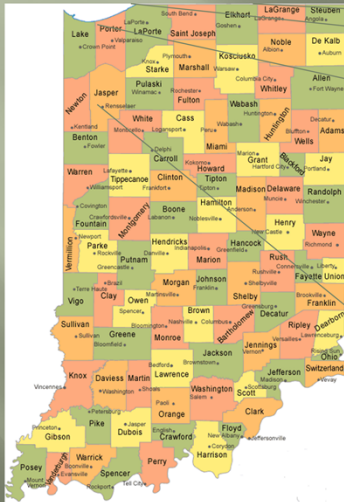 South Bend
Elkhart
LaGrange
Steuben
LaPorte
Goshen
LaGrange
Angola
Lake
Porter
LaPorte
Saint Joseph
Valparaiso
Crown Point
Noble
De Kalb
Plymouth
Kosciusko
Albion
Auburn
Knox
Starke
Marshall
Warsaw
Columbia City
Allen
Pulaski
Whitley
Fort Wayne
Jasper
Winamac
Rochester
Newton
Fulton
Wabash
Huntington
Rensselaer
Huntington
Adams
White
Cass
Wabash
Bluffton
Decatur
Kentland
Monticello
Logansport
Peru
Wells
Benton
Miami
Marion
Fowler
Delphi
Grant
Blackford
Jay
Carroll
Kokomo
Howard
Hartford City
Portland
Warren
Lafayette
Tippecanoe
Clinton
Tipton
Madison
Delaware
Williamsport
Frankfort
Tipton
Muncie
Winchester
Randolph
Hamilton
Anderson
Covington
Montgomery
Boone
Noblesville
Henry
Crawfordsville
Lebanon
Wayne
Fountain
New Castle
Richmond
Newport
Hendricks
Hancock
Vermillion
Parke
Indianapolis
Greenfield
Rush
Rockville
Putnam
Danville
Marion
Connersville
Liberty
Greencastle
Rushville
Fayette
Union
Brazil
Morgan
Johnson
Shelbyville
Terre Haute
Franklin
Shelby
Brookville
Vigo
Clay
Owen
Martinsville
Franklin
Spencer
Brown
Greensburg
Decatur
Bloomington
Nashville
Columbus
Dearborn
Sullivan
Greene
Monroe
Bartholomew
Ripley
Sullivan
Bloomfield
Versailles
Lawrenceburg
Jennings
Jackson
Vernon
Rising Sun
Ohio
Knox
Daviess
Martin
Bedford
Brownstown
Jefferson
Switzerland
Lawrence
Madison
Vevay
Vincennes
Washington
Shoals
Washington
Scott
Scottsburg
Salem
Paoli
Petersburg
Orange
Clark
Princeton
Pike
Jasper
Floyd
Gibson
Dubois
English
New Albany
Jeffersonville
Crawford
Corydon
Posey
Warrick
Harrison
Boonville
Perry
Mount Vernon
Evansville
Spencer
Rockport
Tell City